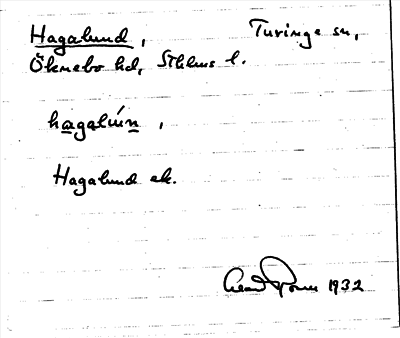 Hagalund, Turinge sn,
Öknebo hd, Sthlms l.
hagalún,
Hagalund ek.
1932